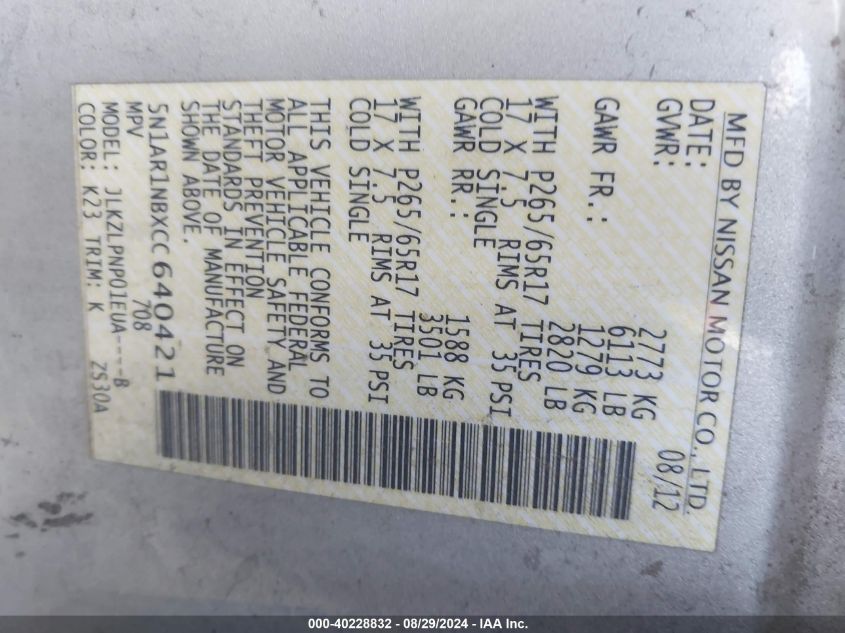 MFD BY NISSAN MOTOR CO., LTD.
DATE: 08/12
GVWR: 2773 KG
6113 LB
GAWR FR.: 1279 KG
2820 LB
WITH P265/65R17 TIRES
17 X 7.5 RIMS AT 35 PSI
COLD SINGLE
GAWR RR.: 1588 KG
3501 LB
WITH P265/65R17 TIRES
17 X 7.5 RIMS AT 35 PSI
COLD SINGLE
THIS VEHICLE CONFORMS TO
ALL APPLICABLE FEDERAL
MOTOR VEHICLE SAFETY AND
THEFT PREVENTION
STANDARDS IN EFFECT ON
THE DATE OF MANUFACTURE
SHOWN ABOVE.
5N1AR1NBXCC640421
MPV 708
MODEL: JLKZLPNP01EUA----B
COLOR: K23 TRIM: K ZS30A
000-40228832 - 08/29/2024 - IAA Inc.